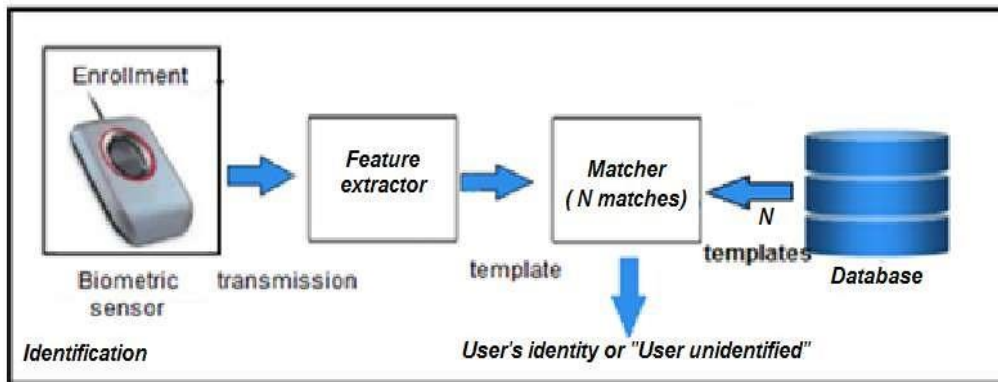 Enrollment
Feature
extractor
Matcher
( N matches)
N
templates
Database
Biometric
sensor
transmission
template
Identification
User's identity or "User unidentified"